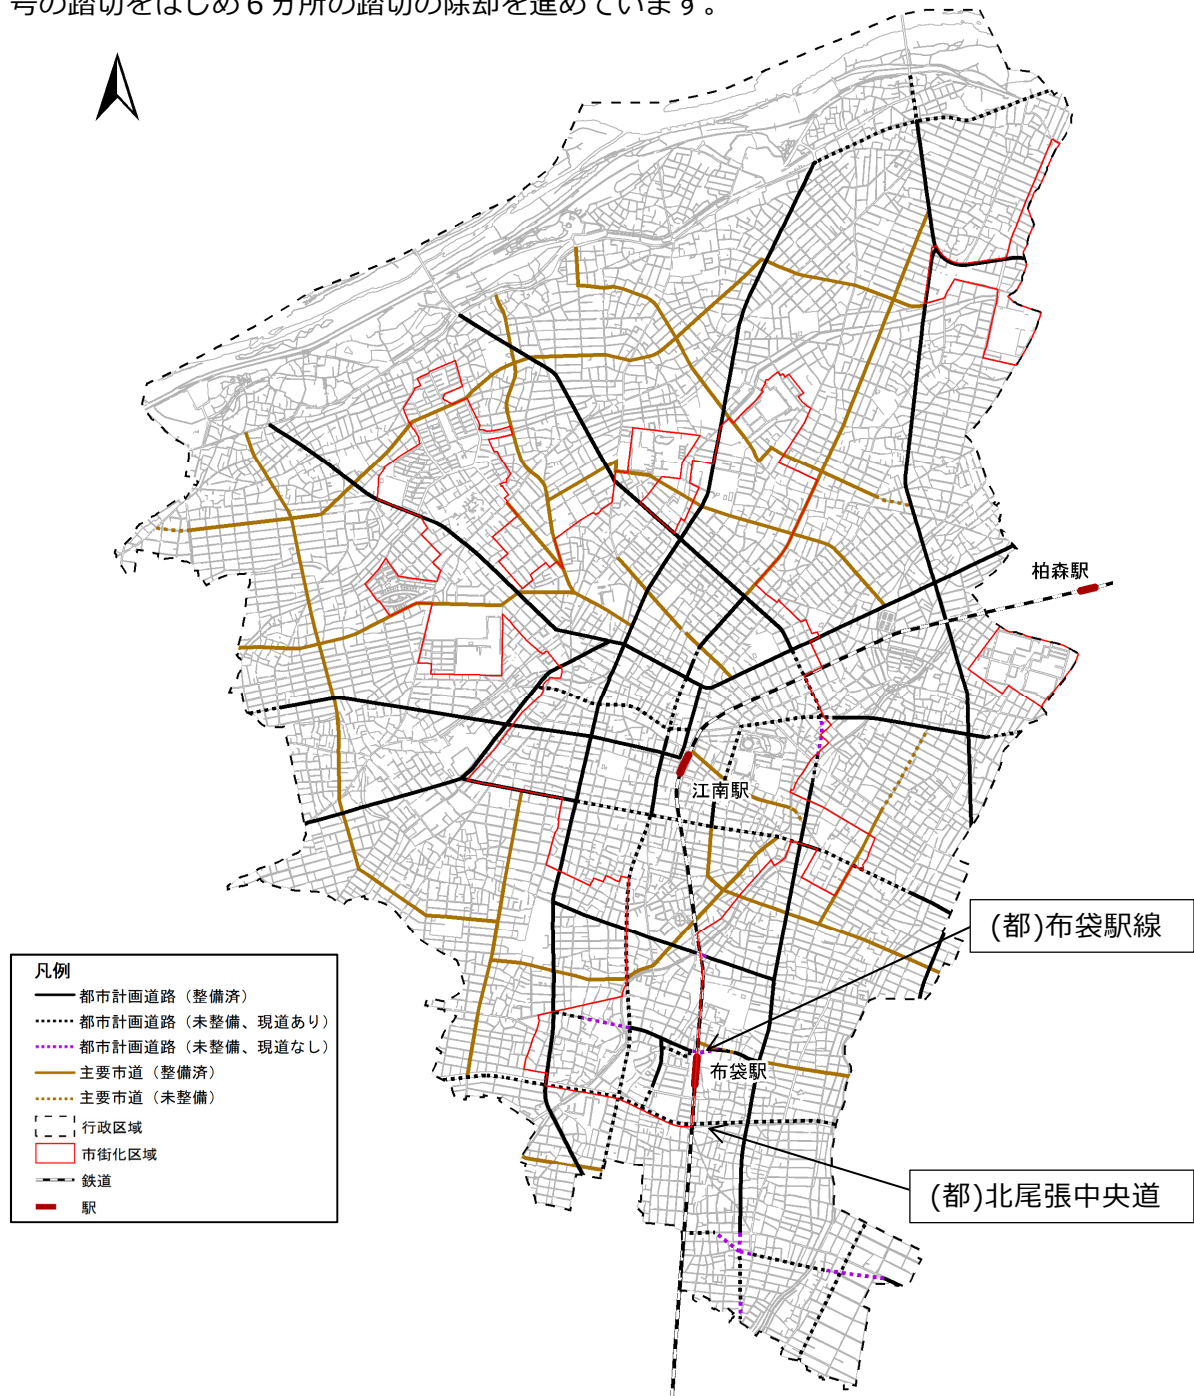 号の踏切をはじめ６カ所の踏切の除却を進めています。
柏森駅
江南駅
(都)布袋駅線
布袋駅
(都)北尾張中央道
凡例
都市計画道路（整備済）
都市計画道路（未整備、現道あり）
都市計画道路（未整備、現道なし）
主要市道（整備済）
主要市道（未整備）
行政区域
市街化区域
鉄道
駅